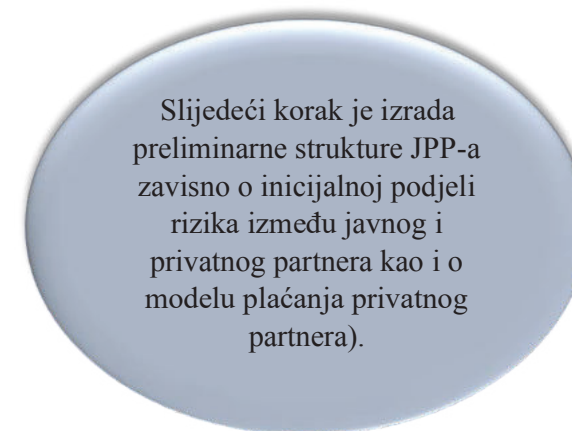 Slijedeći korak je izrada
preliminarne strukture JPP-a
zavisno o inicijalnoj podjeli
rizika između javnog i
privatnog partnera kao i o
modelu plaćanja privatnog
partnera).